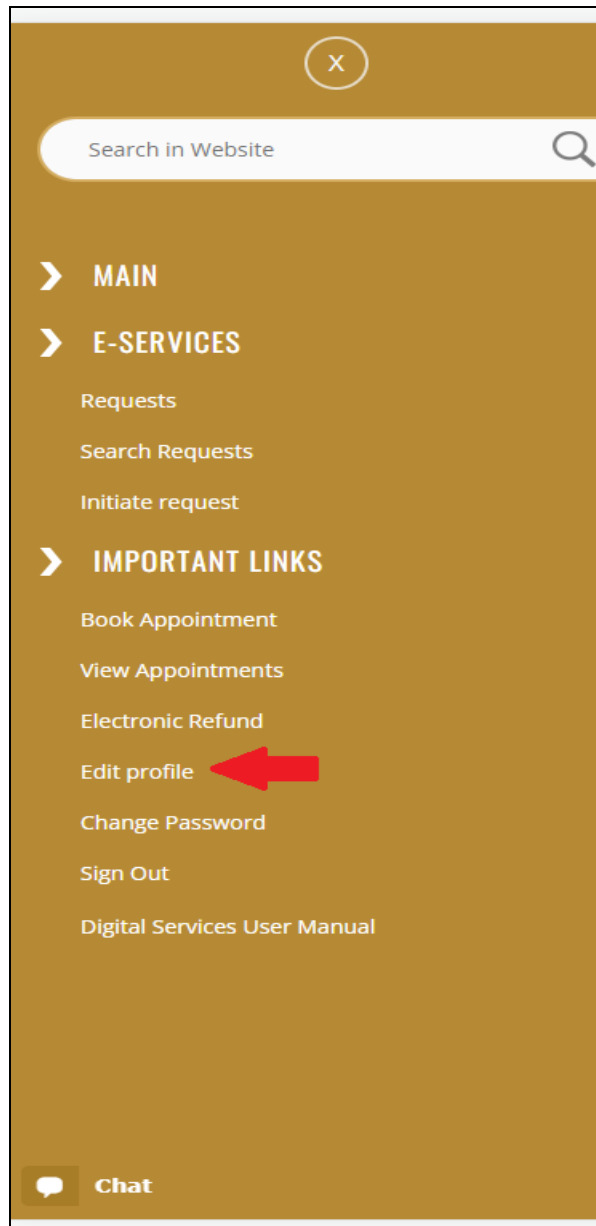 X
Search in Website
MAIN
E-SERVICES
Requests
Search Requests
Initiate request
IMPORTANT LINKS
Book Appointment
View Appointments
Electronic Refund
Edit profile
Change Password
Sign Out
Digital Services User Manual
Chat